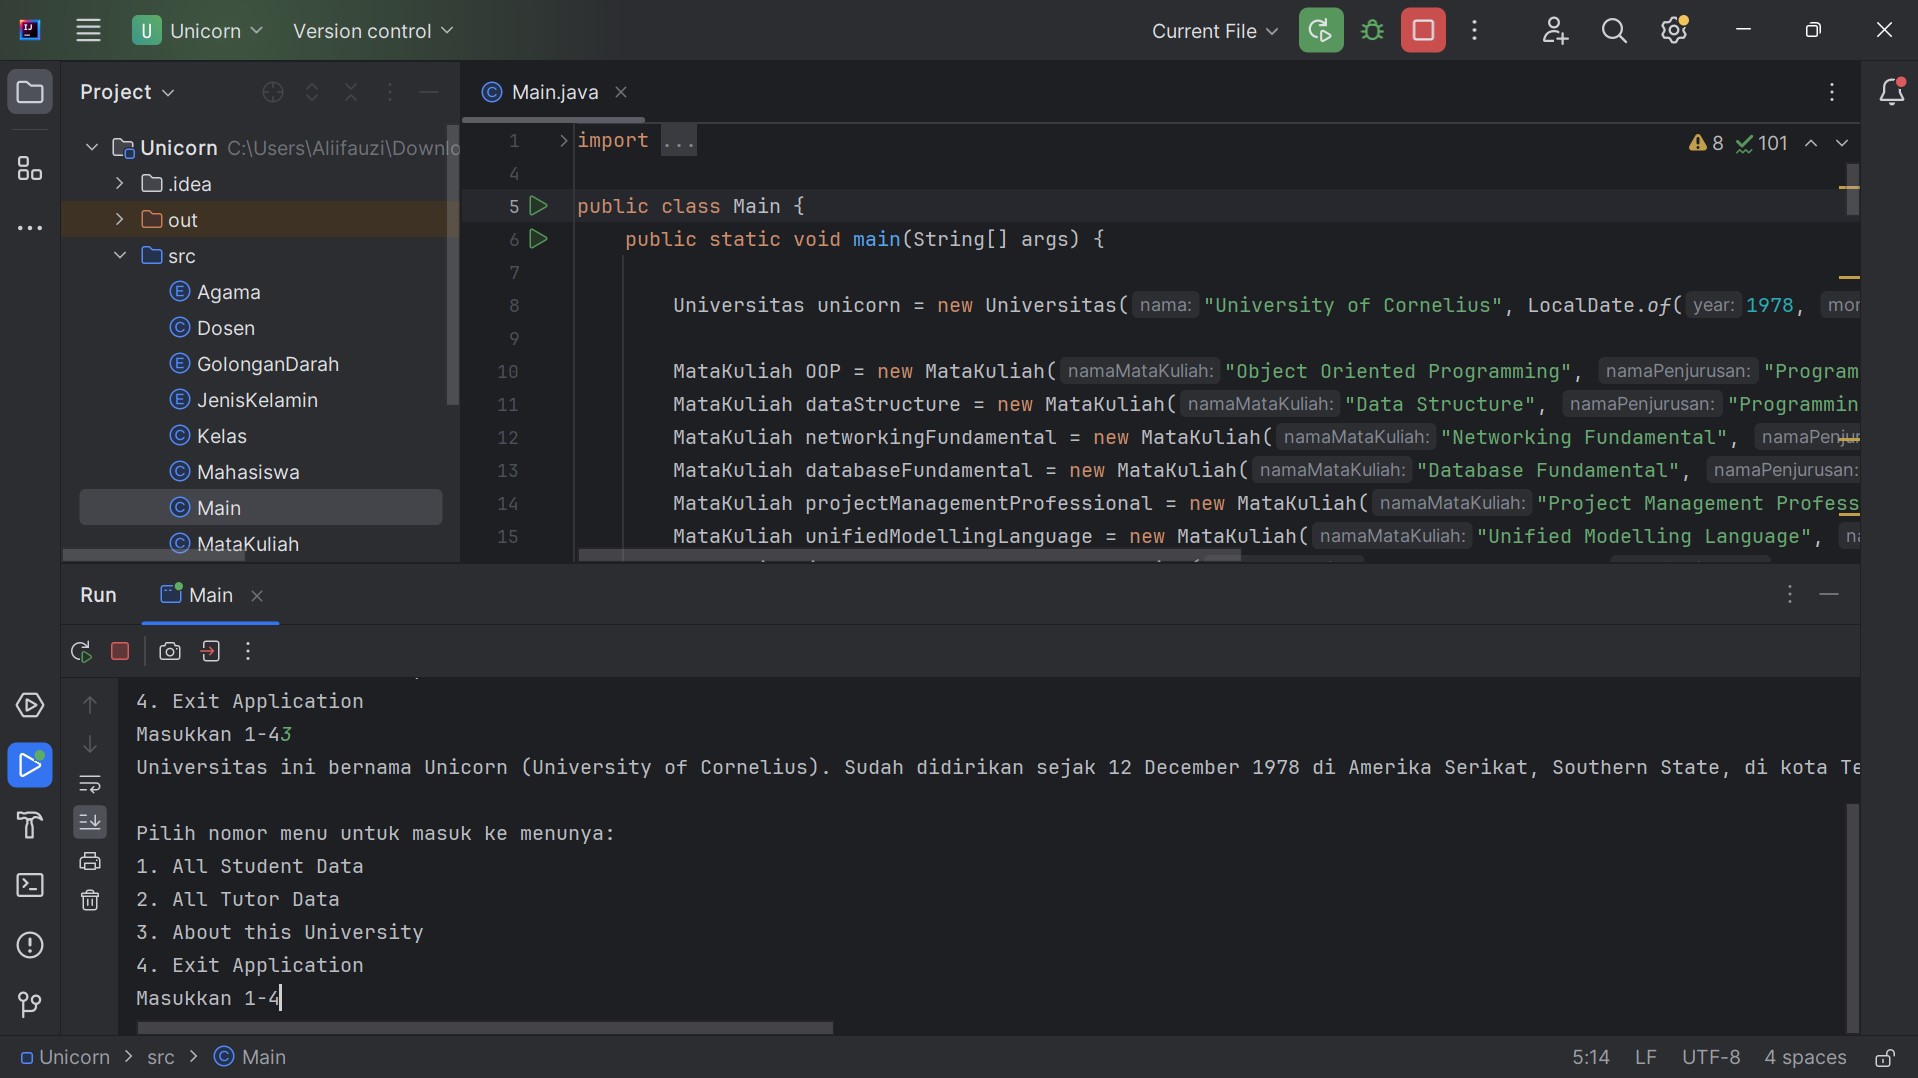 U Unicorn Version control Current File
Project
Main.java
Unicorn C:\Users\Aliifauzi\Downlo
.idea
out
src
Agama
Dosen
GolonganDarah
JenisKelamin
Kelas
Mahasiswa
Main
MataKuliah
1 import ...
4
5 public class Main {
6 public static void main(String[] args) {
7
8 Universitas unicorn = new Universitas( nama: "University of Cornelius", LocalDate.of( year: 1978, mor
9
10 MataKuliah OOP = new MataKuliah( namaMataKuliah: "Object Oriented Programming", namaPenjurusan: "Program
11 MataKuliah dataStructure = new MataKuliah( namaMataKuliah: "Data Structure", namaPenjurusan: "Programmin
12 MataKuliah networkingFundamental = new MataKuliah( namaMataKuliah: "Networking Fundamental", namaPenjur
13 MataKuliah databaseFundamental = new MataKuliah( namaMataKuliah: "Database Fundamental", namaPenjurusan:
14 MataKuliah projectManagementProfessional = new MataKuliah( namaMataKuliah: "Project Management Profess
15 MataKuliah unifiedModellingLanguage = new MataKuliah( namaMataKuliah: "Unified Modelling Language", na
8 101
Run Main
4. Exit Application
Masukkan 1-43
Universitas ini bernama Unicorn (University of Cornelius). Sudah didirikan sejak 12 December 1978 di Amerika Serikat, Southern State, di kota Te
Pilih nomor menu untuk masuk ke menunya:
1. All Student Data
2. All Tutor Data
3. About this University
4. Exit Application
Masukkan 1-4
Unicorn > src > Main
5:14 LF UTF-8 4 spaces